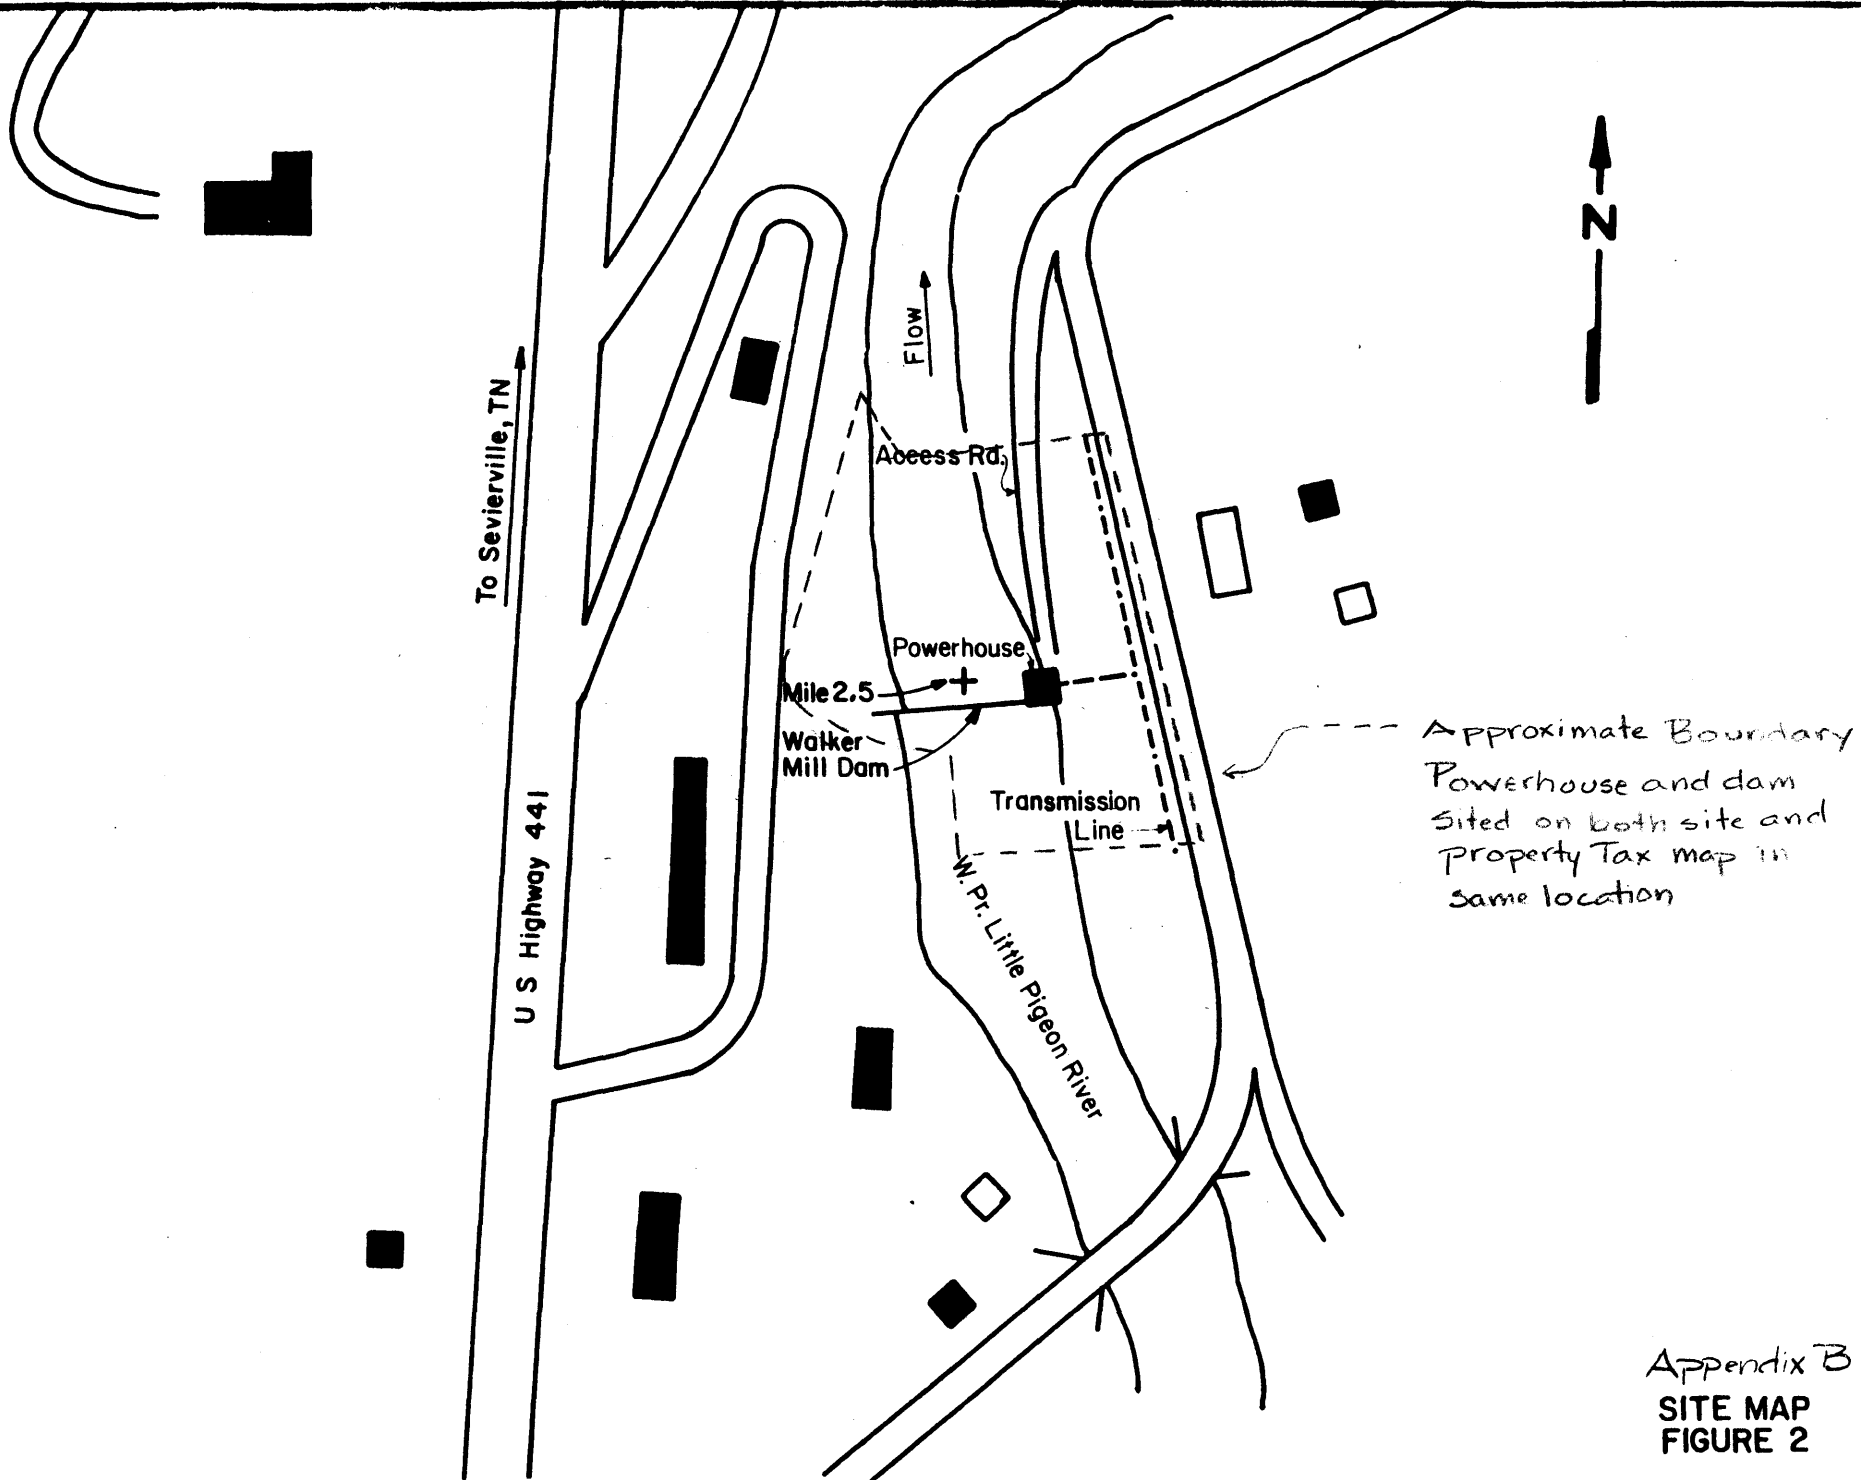 N
Flow
To Sevierville, TN
Access Rd.
Powerhouse
Mile 2.5
Walker
Mill Dam
Transmission
Line
U S Highway 441
W. Pr. Little Pigeon River
Approximate Boundary
Powerhouse and dam
Sited on both site and
property Tax map in
same location
Appendix B
SITE MAP
FIGURE 2